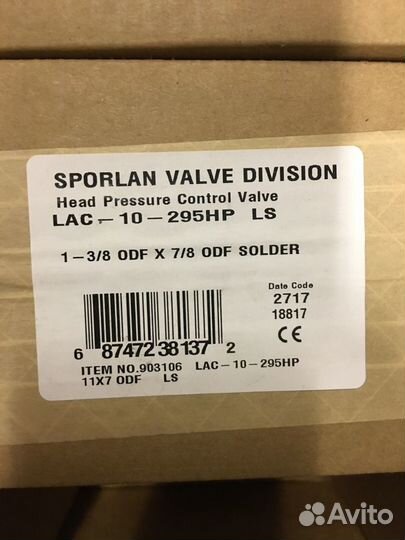 SPORLAN VALVE DIVISION
Head Pressure Control Valve
LAC-10-295HP LS
1-3/8 ODF X 7/8 ODF SOLDER
Date Code
2717
18817
CE
6 87472 38137 2
ITEM NO.903106 LAC-10-295HP
11X7 ODF LS
Avito